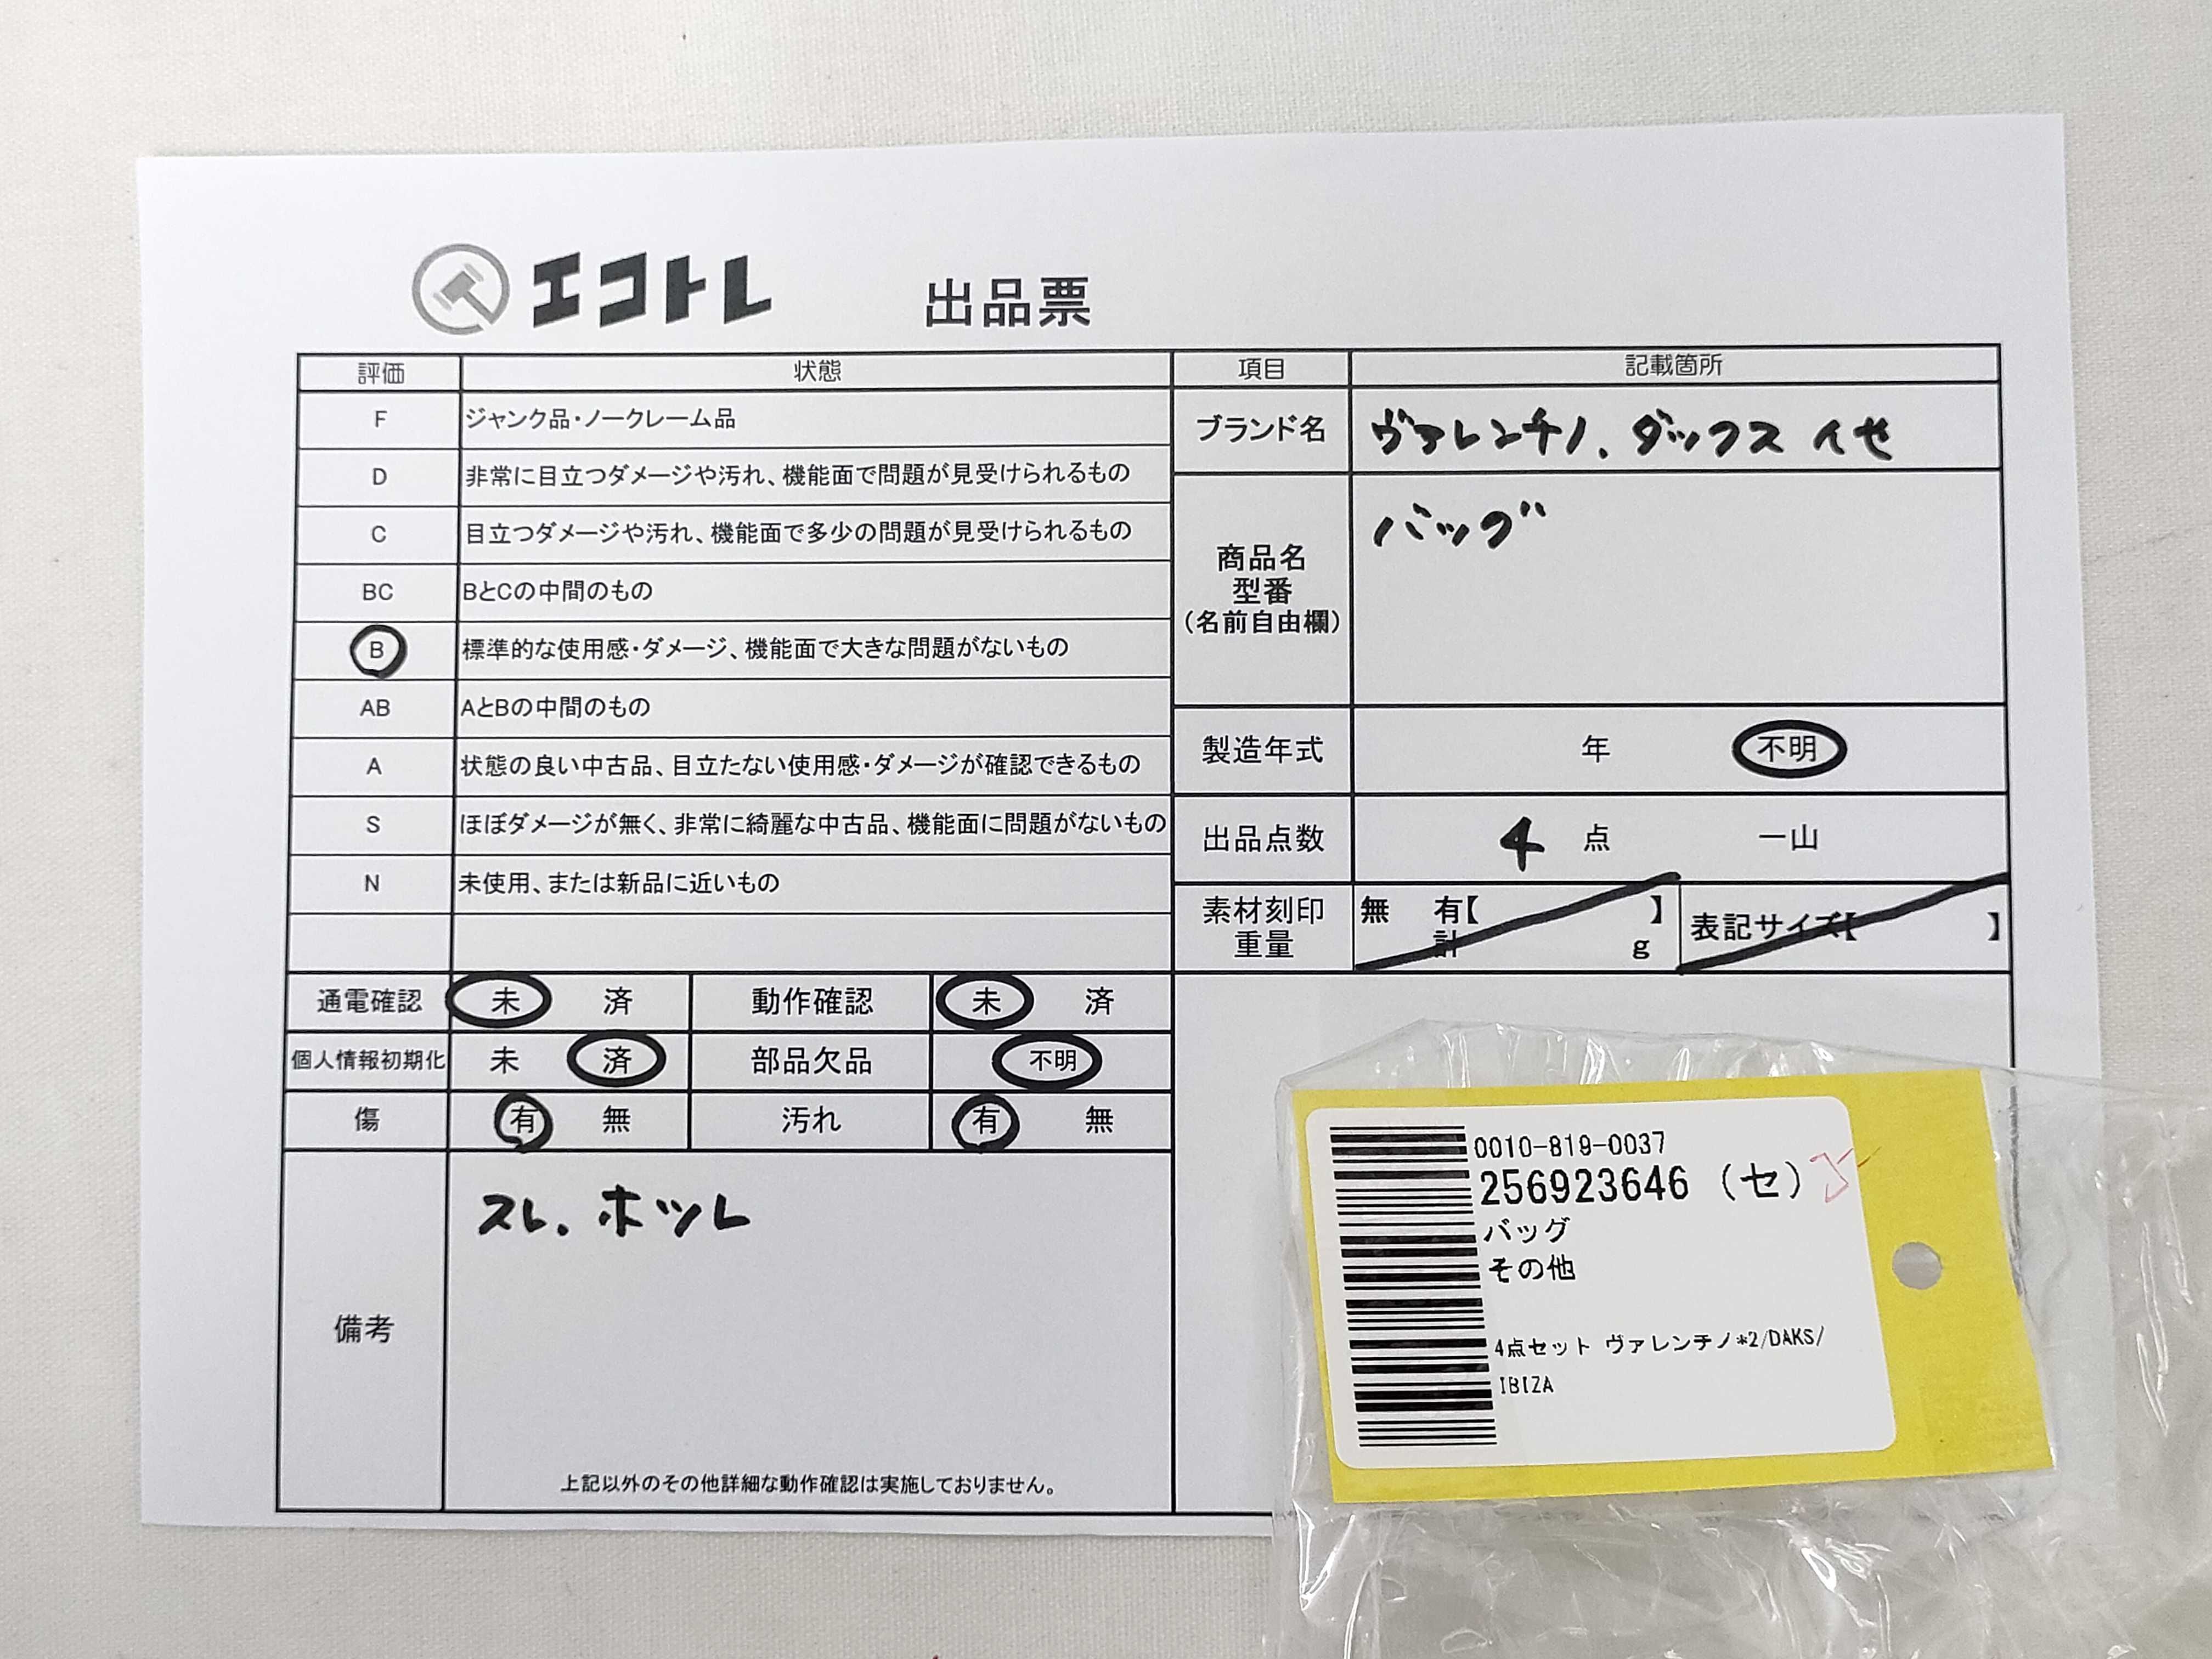 エコトレ 出品票
評価 状態 項目 記載箇所
F ジャンク品・ノークレーム品
D 非常に目立つダメージや汚れ、機能面で問題が見受けられるもの
C 目立つダメージや汚れ、機能面で多少の問題が見受けられるもの
BC BとCの中間のもの
B 標準的な使用感・ダメージ、機能面で大きな問題がないもの
AB AとBの中間のもの
A 状態の良い中古品、目立たない使用感・ダメージが確認できるもの
S ほぼダメージが無く、非常に綺麗な中古品、機能面に問題がないもの
N 未使用、または新品に近いもの
ブランド名 ヴァレンチノ. ダックス
商品名
型番
(名前自由欄)
バッグ
製造年式 年 不明
出品点数 4 点 一山
素材刻印
重量
無 有【 】
計 g
表記サイズ【 】
通電確認 未 済 動作確認 未 済
個人情報初期化 未 済 部品欠品 不明
傷 有 無 汚れ 有 無
備考
スレ. ホツレ
上記以外のその他詳細な動作確認は実施しておりません。
0010-819-0037
256923646 (セ)
バッグ
その他
4点セット ヴァレンチノ*2/DAKS/
IBIZA